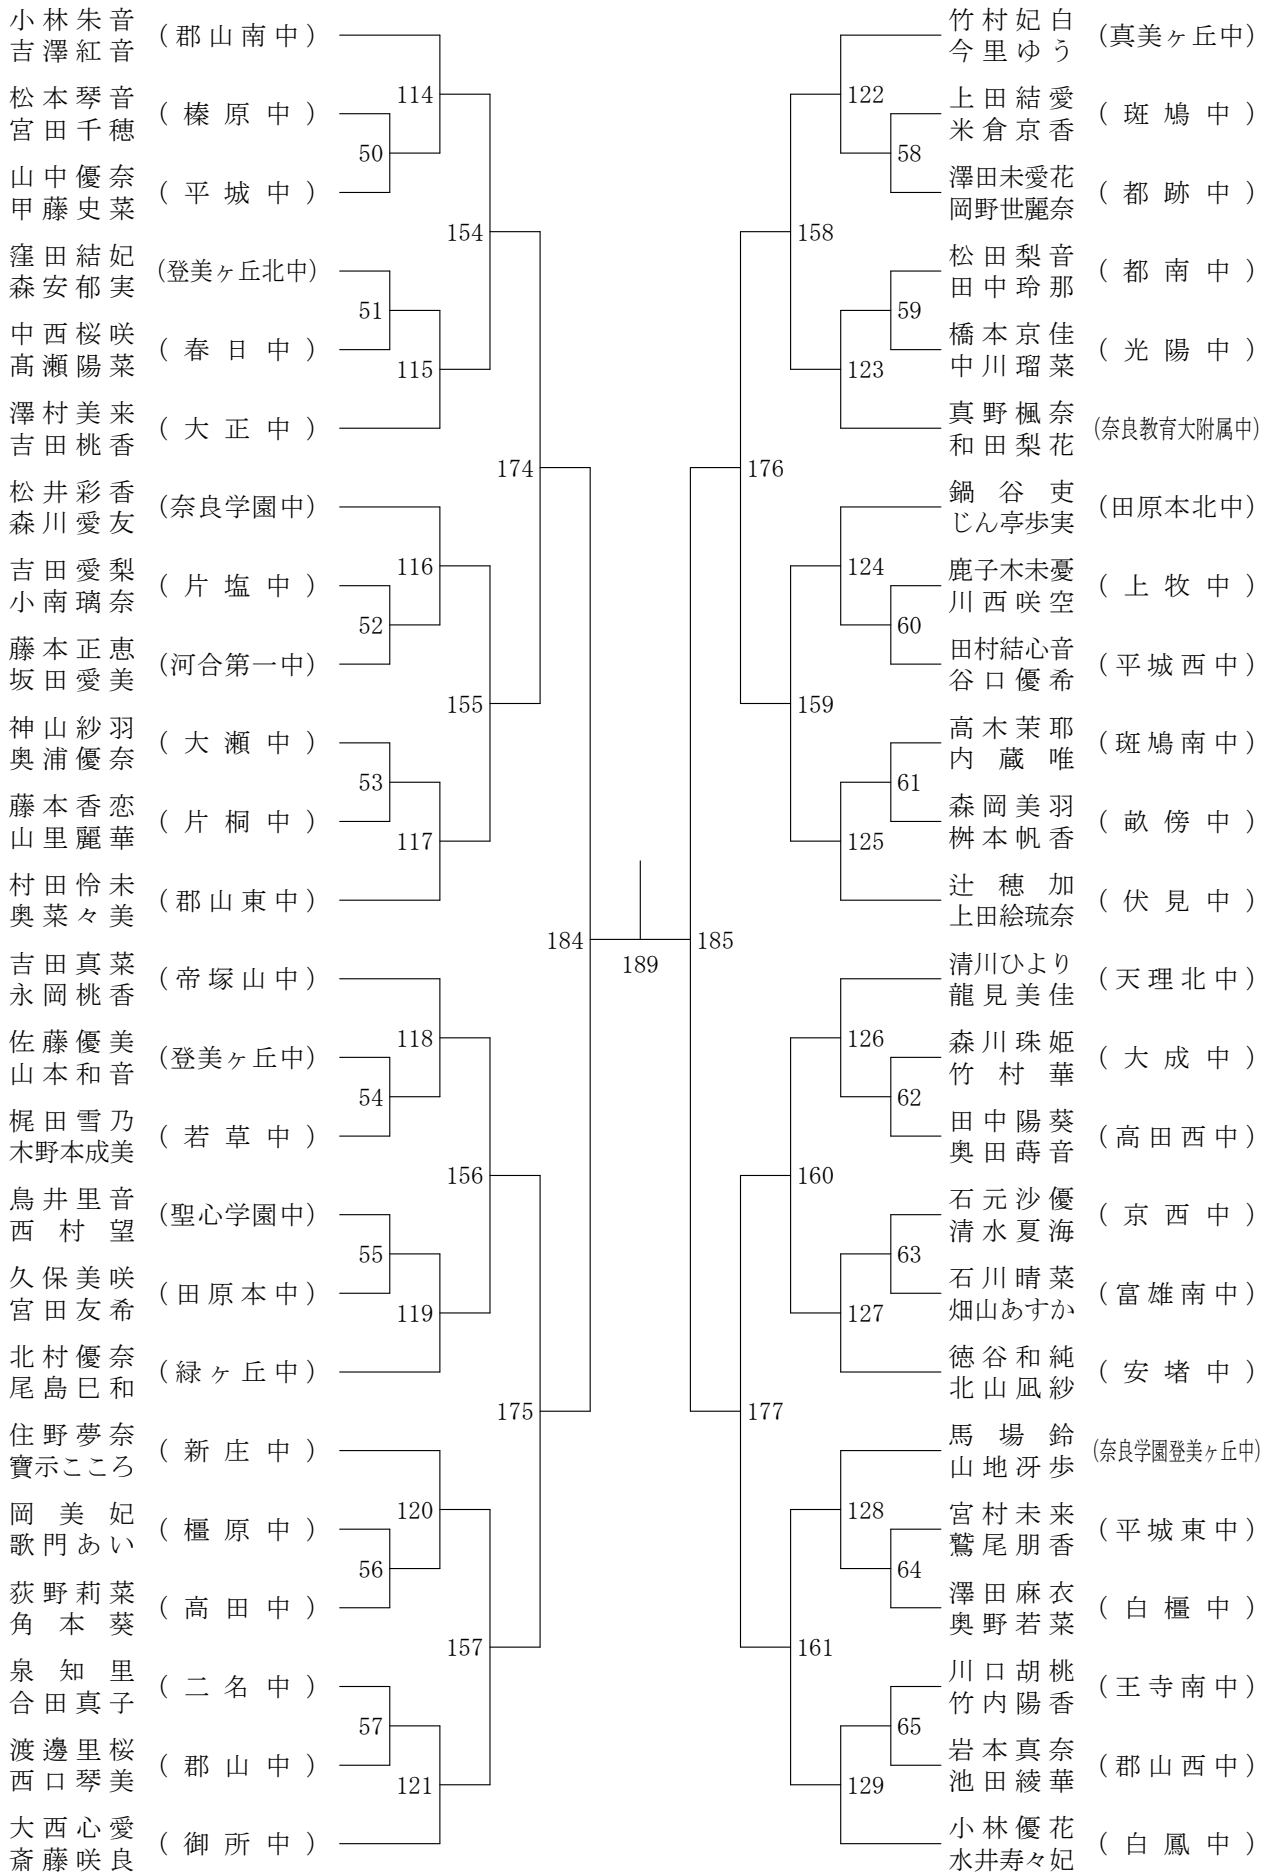 小林朱音
吉澤紅音
(郡山南中)
松本琴音
宮田千穂
(榛原中)
山中優奈
甲藤史菜
(平城中)
窪田結妃
森安郁実
(登美ヶ丘北中)
中西桜咲
髙瀬陽菜
(春日中)
澤村美来
吉田桃香
(大正中)
松井彩香
森川愛友
(奈良学園中)
吉田愛梨
小南璃奈
(片塩中)
藤本正恵
坂田愛美
(河合第一中)
神山紗羽
奥浦優奈
(大瀬中)
藤本香恋
山里麗華
(片桐中)
村田怜未
奥菜々美
(郡山東中)
吉田真菜
永岡桃香
(帝塚山中)
佐藤優美
山本和音
(登美ヶ丘中)
梶田雪乃
木野本成美
(若草中)
鳥井里音
西村望
(聖心学園中)
久保美咲
宮田友希
(田原本中)
北村優奈
尾島巳和
(緑ヶ丘中)
住野夢奈
寶示こころ
(新庄中)
岡美妃
歌門あい
(橿原中)
荻野莉菜
角本葵
(高田中)
泉知里
合田真子
(二名中)
渡邊里桜
西口琴美
(郡山中)
大西心愛
斎藤咲良
(御所中)
114
50
154
51
115
174
116
52
155
53
117
184
118
54
156
55
119
175
120
56
157
57
121
189
185
122
58
158
59
123
176
124
60
159
61
125
126
62
160
63
127
177
128
64
161
65
129
竹村妃白
今里ゆう
(真美ヶ丘中)
上田結愛
米倉京香
(斑鳩中)
澤田未愛花
岡野世麗奈
(都跡中)
松田梨音
田中玲那
(都南中)
橋本京佳
中川瑠菜
(光陽中)
真野楓奈
和田梨花
(奈良教育大附属中)
鍋谷吏
じん亭歩実
(田原本北中)
鹿子木未憂
川西咲空
(上牧中)
田村結心音
谷口優希
(平城西中)
高木茉耶
内蔵唯
(斑鳩南中)
森岡美羽
桝本帆香
(畝傍中)
辻穂加
上田絵琉奈
(伏見中)
清川ひより
龍見美佳
(天理北中)
森川珠姫
竹村華
(大成中)
田中陽葵
奥田蒔音
(高田西中)
石元沙優
清水夏海
(京西中)
石川晴菜
畑山あすか
(富雄南中)
徳谷和純
北山凪紗
(安堵中)
馬場鈴
山地冴歩
(奈良学園登美ヶ丘中)
宮村未来
鷲尾朋香
(平城東中)
澤田麻衣
奥野若菜
(白橿中)
川口胡桃
竹内陽香
(王寺南中)
岩本真奈
池田綾華
(郡山西中)
小林優花
水井寿々妃
(白鳳中)